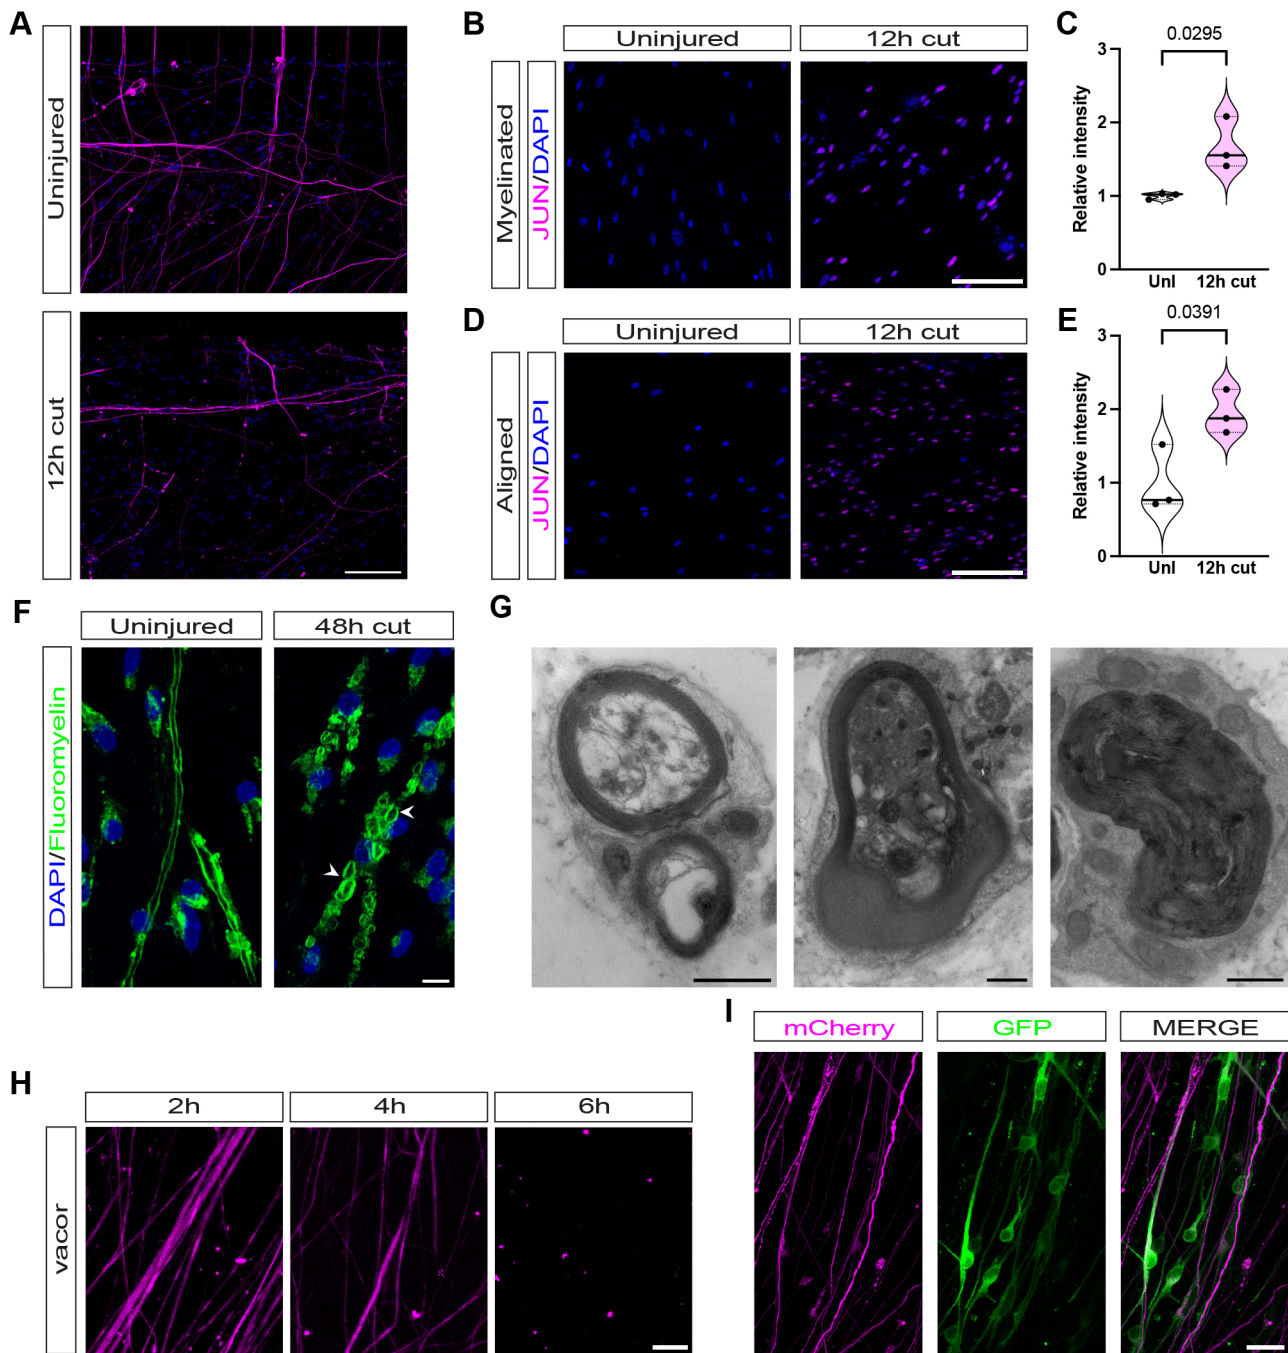 A
Uninjured
12h cut
B
Uninjured
12h cut
Myelinated
JUN/DAPI
C
0.0295
Relative intensity
3
2
1
0
UnI
12h cut
D
Uninjured
12h cut
Aligned
JUN/DAPI
E
0.0391
Relative intensity
3
2
1
0
UnI
12h cut
F
Uninjured
48h cut
DAPI/Fluoromyelin
G
H
2h
4h
6h
vacor
I
mCherry
GFP
MERGE